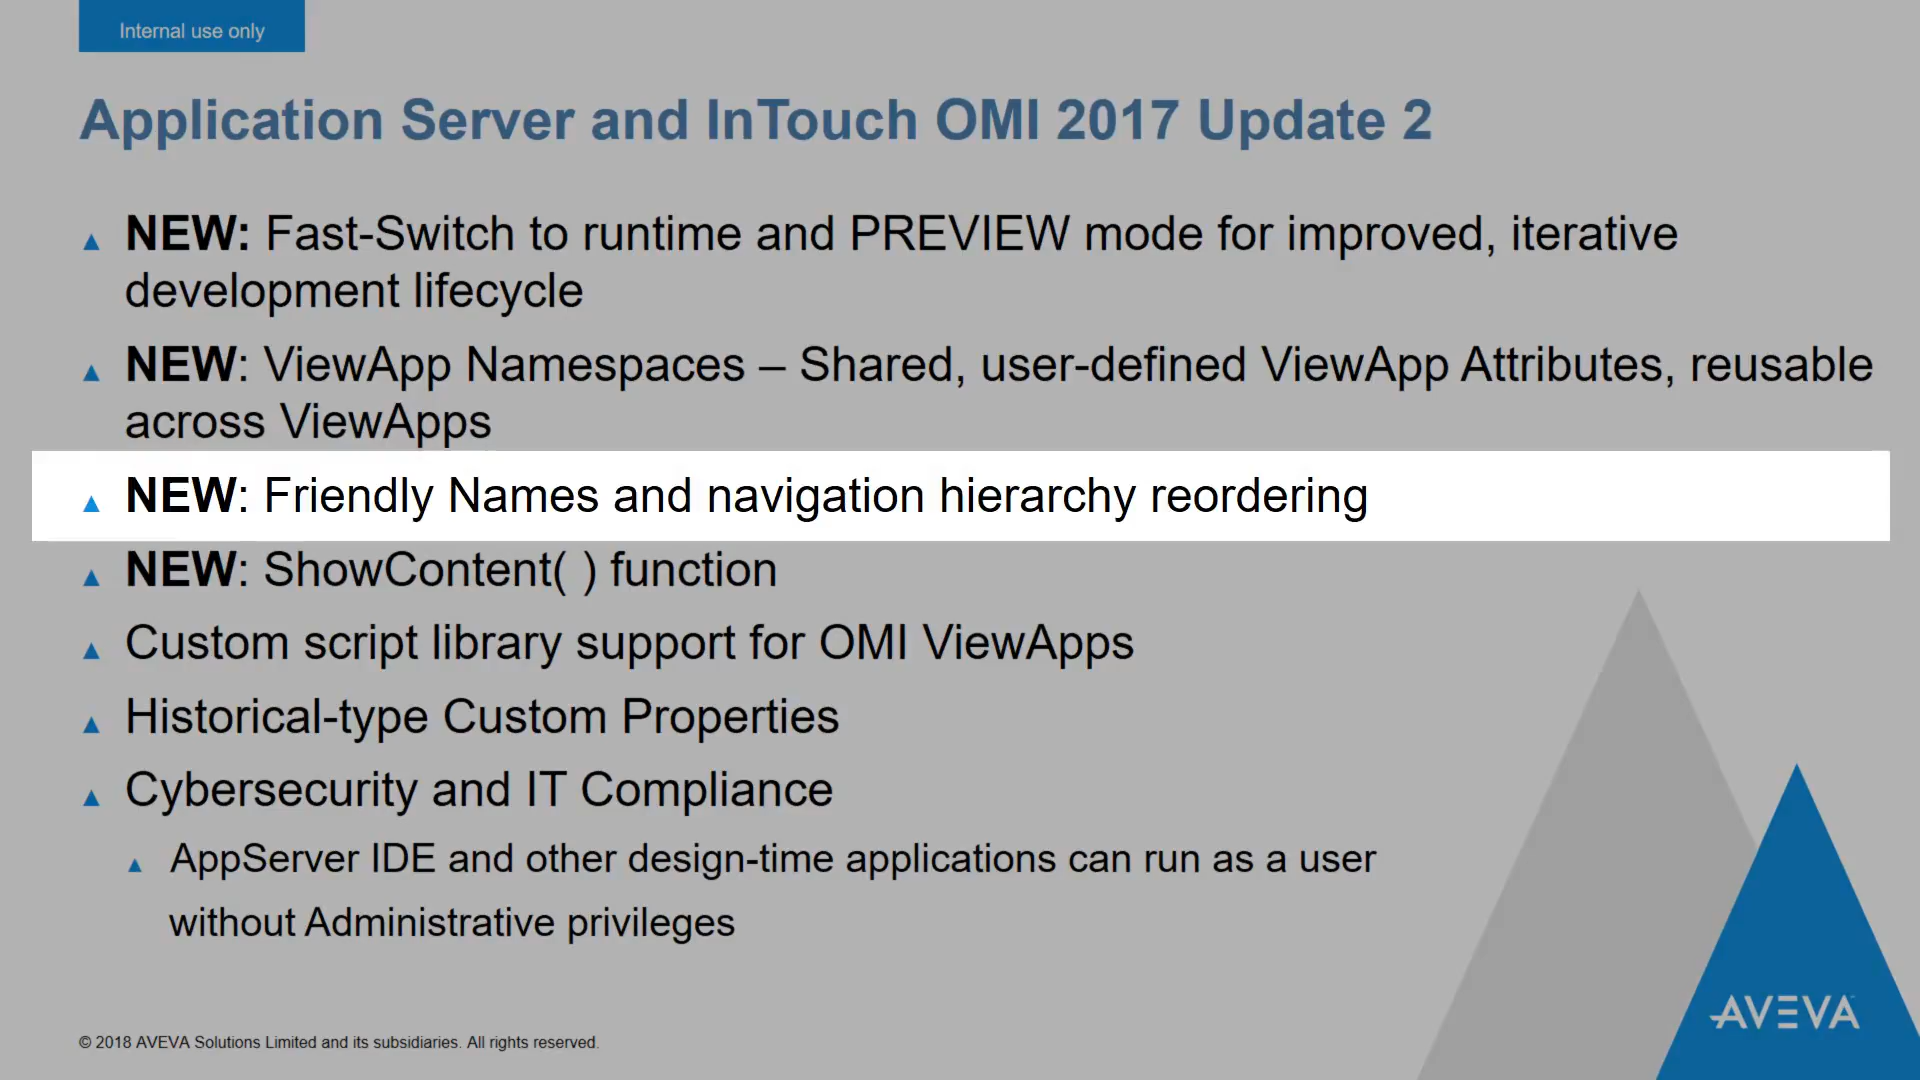 Internal use only
Application Server and InTouch OMI 2017 Update 2
NEW: Fast-Switch to runtime and PREVIEW mode for improved, iterative
development lifecycle
NEW: ViewApp Namespaces – Shared, user-defined ViewApp Attributes, reusable
across ViewApps
NEW: Friendly Names and navigation hierarchy reordering
NEW: ShowContent( ) function
Custom script library support for OMI ViewApps
Historical-type Custom Properties
Cybersecurity and IT Compliance
AppServer IDE and other design-time applications can run as a user
without Administrative privileges
© 2018 AVEVA Solutions Limited and its subsidiaries. All rights reserved.
AVEVA